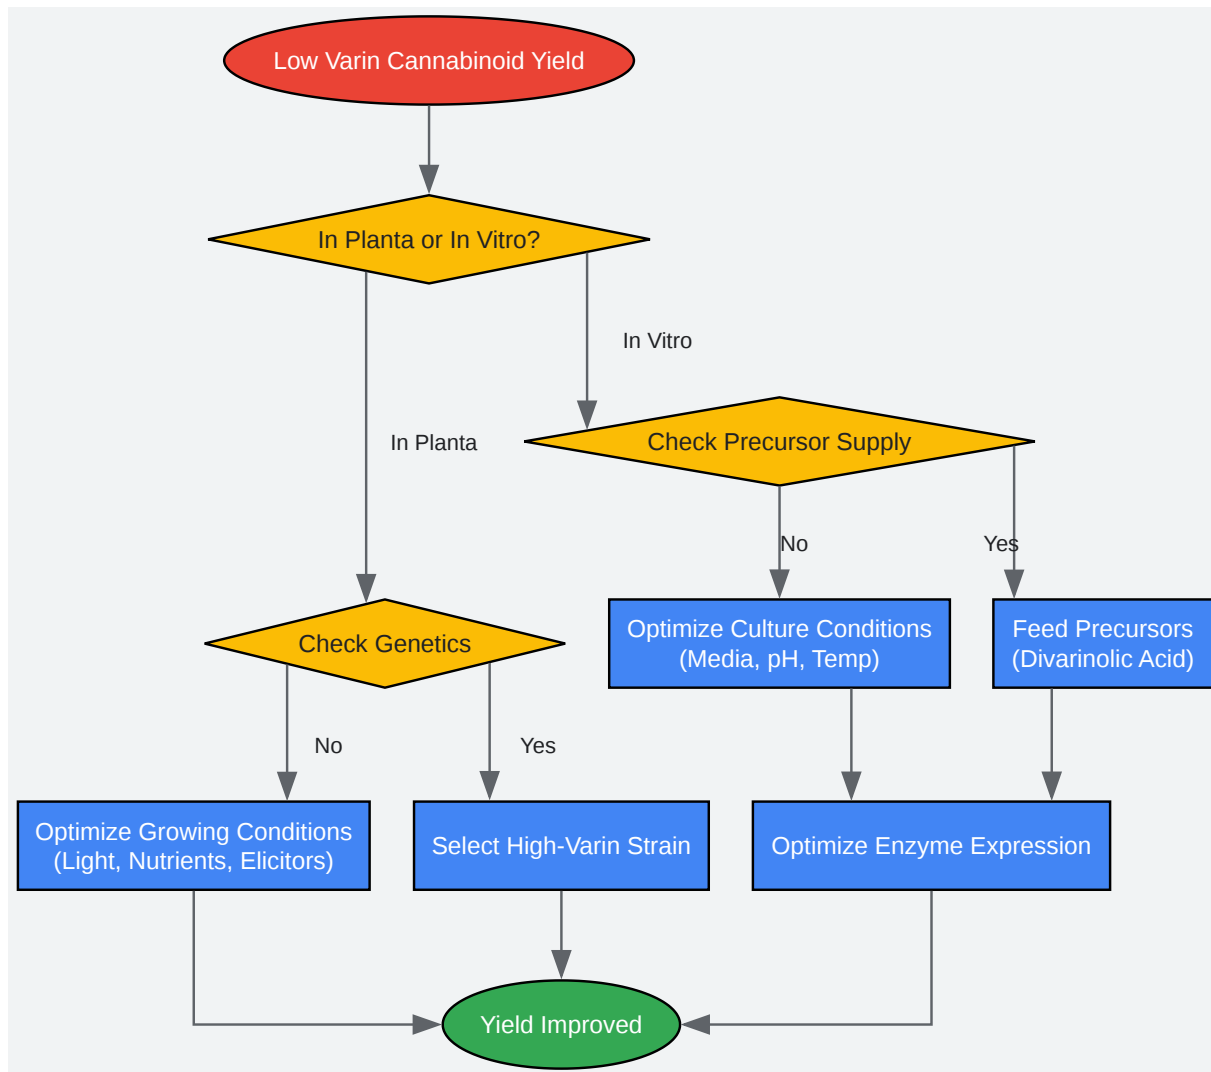 Low Varin Cannabinoid Yield
In Planta or In Vitro?
In Vitro
In Planta
Check Precursor Supply
No
Yes
Optimize Culture Conditions
(Media, pH, Temp)
Feed Precursors
(Divarinolic Acid)
Check Genetics
No
Yes
Optimize Growing Conditions
(Light, Nutrients, Elicitors)
Select High-Varin Strain
Optimize Enzyme Expression
Yield Improved